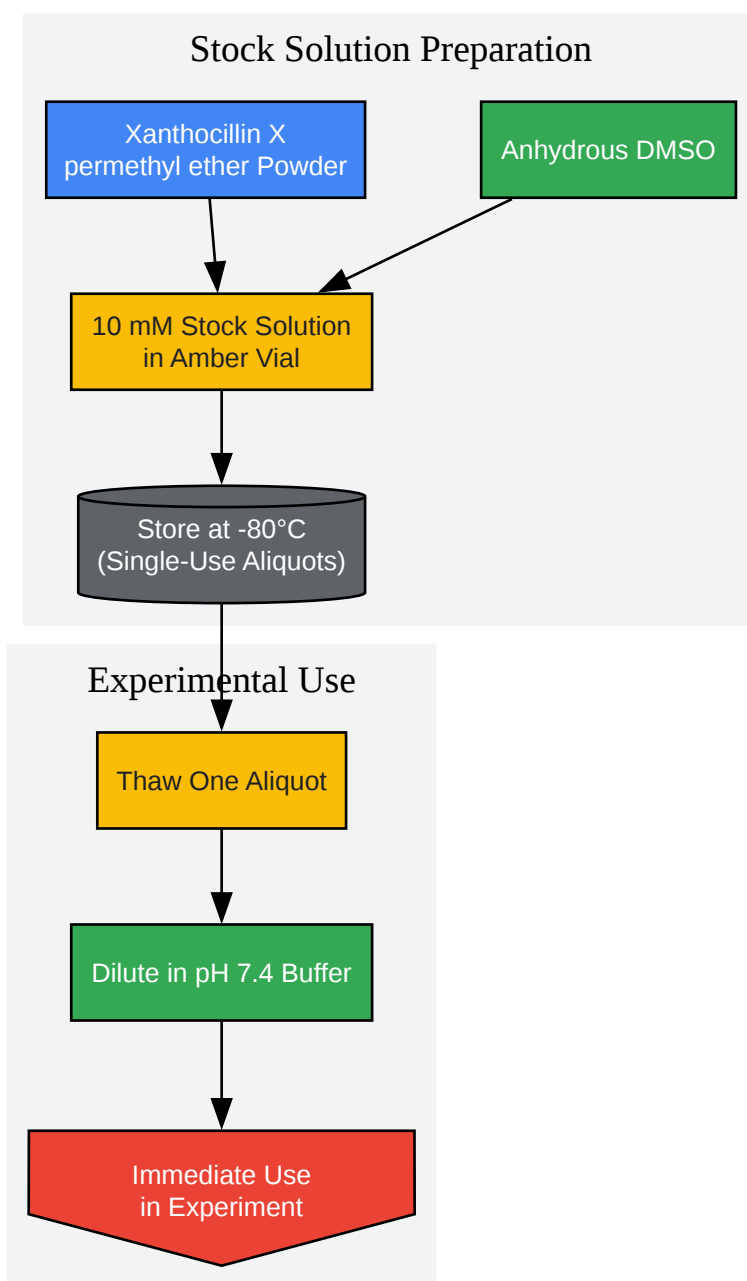 Stock Solution Preparation
Xanthocillin X
permethyl ether Powder
Anhydrous DMSO
10 mM Stock Solution
in Amber Vial
Store at -80°C
(Single-Use Aliquots)
Experimental Use
Thaw One Aliquot
Dilute in pH 7.4 Buffer
Immediate Use
in Experiment